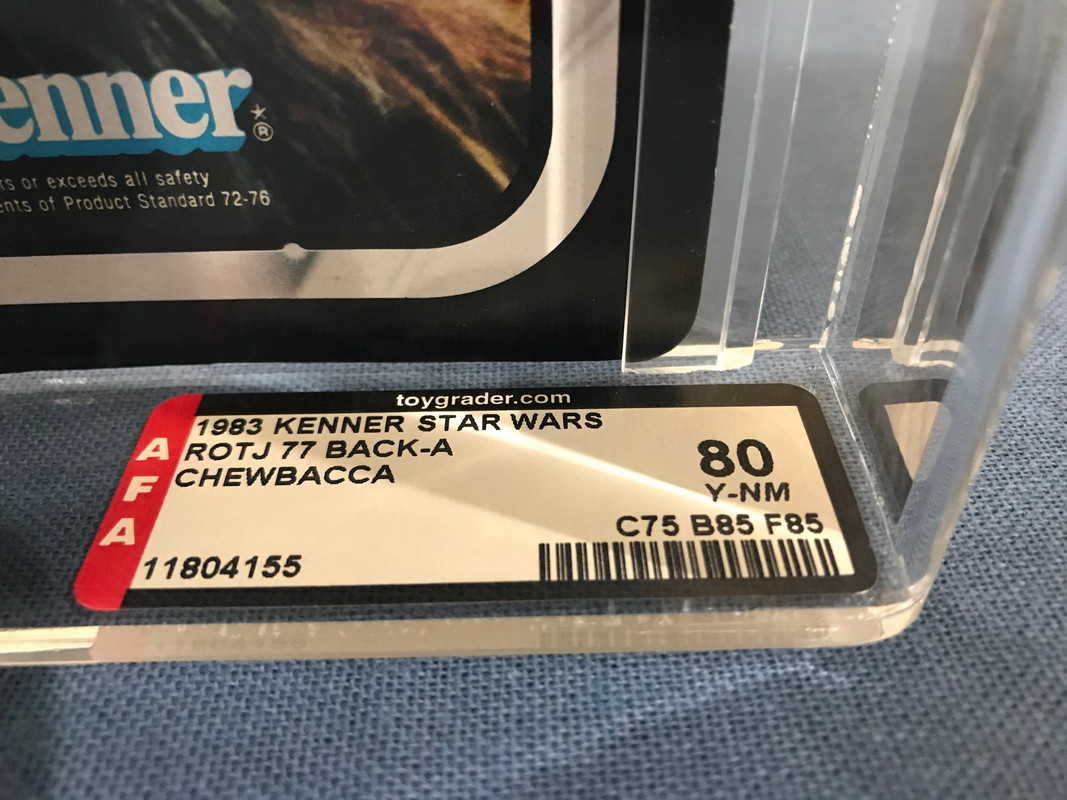 enner
®
ts or exceeds all safety
ents of Product Standard 72-76
toygrader.com
AFA
1983 KENNER STAR WARS
ROTJ 77 BACK-A
CHEWBACCA
80
Y-NM
C75 B85 F85
11804155